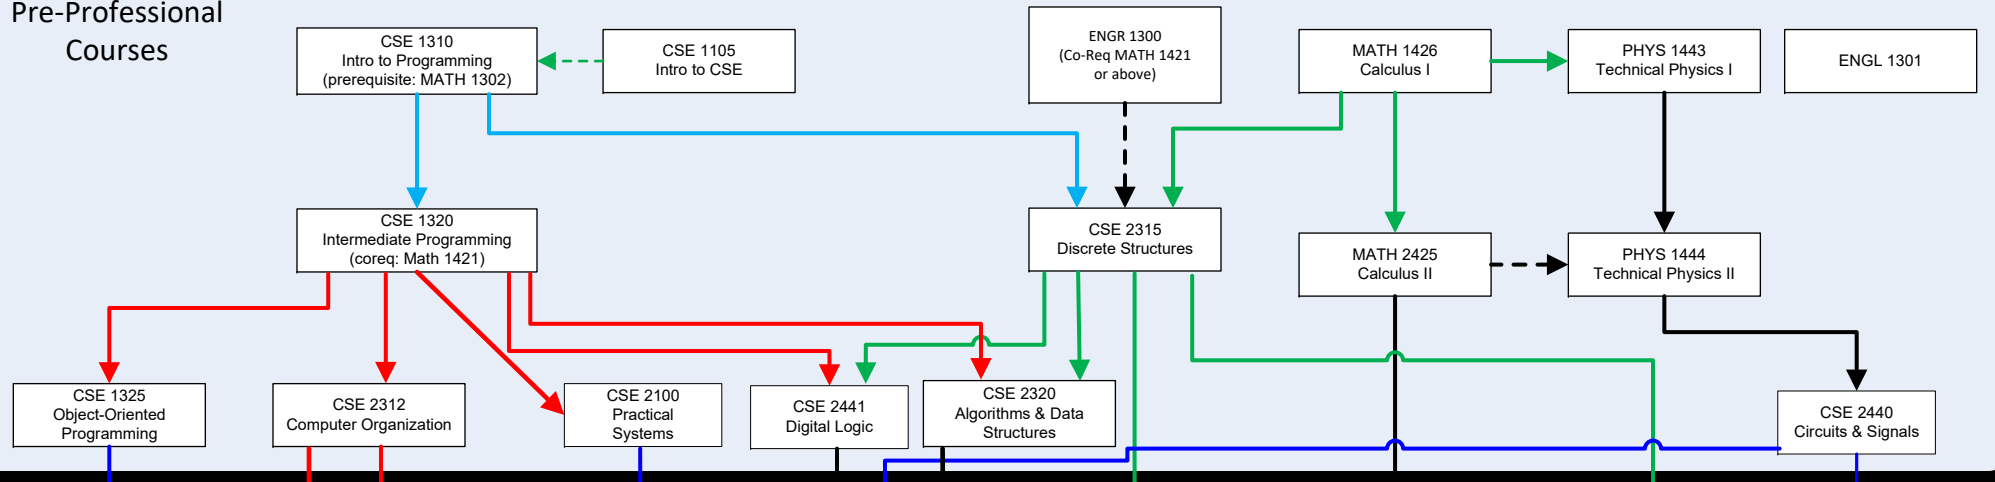 Pre-Professional
Courses
CSE 1310
Intro to Programming
(prerequisite: MATH 1302)
CSE 1105
Intro to CSE
ENGR 1300
(Co-Req MATH 1421
or above)
MATH 1426
Calculus I
PHYS 1443
Technical Physics I
ENGL 1301
CSE 1320
Intermediate Programming
(coreq: Math 1421)
CSE 2315
Discrete Structures
MATH 2425
Calculus II
PHYS 1444
Technical Physics II
CSE 1325
Object-Oriented
Programming
CSE 2312
Computer Organization
CSE 2100
Practical
Systems
CSE 2441
Digital Logic
CSE 2320
Algorithms & Data
Structures
CSE 2440
Circuits & Signals